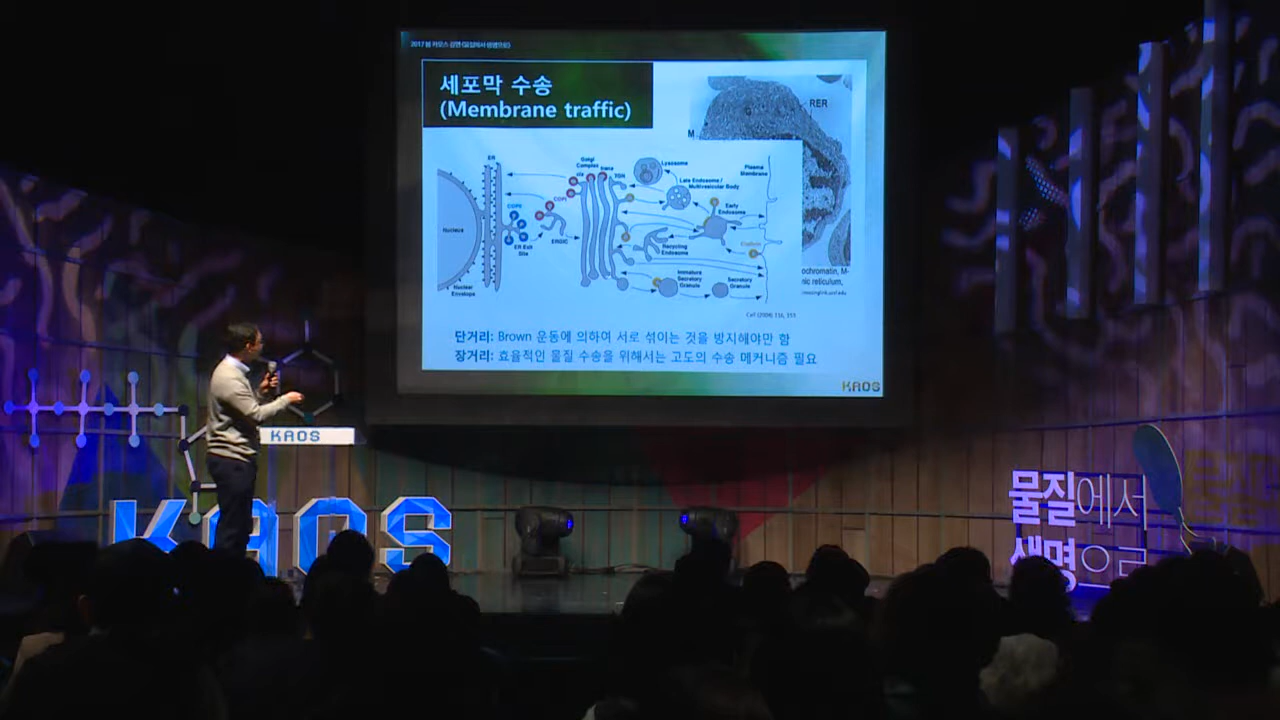 2017 봄 카오스 강연 <물질에서 생명으로>
세포막 수송
(Membrane traffic)
RER
M
ER
Golgi
Complex
cis
trans
TGN
Lysosome
Late Endosome /
Multivesicular Body
Plasma
Membrane
COPI
COPII
Early
Endosome
Nucleus
ER Exit
Site
ERGIC
Recycling
Endosome
Clathrin
Nuclear
Envelope
Immature
Secretory
Granule
Secretory
Granule
ochromatin, M-
nic reticulum,
Cell (2004) 116, 153
단거리: Brown 운동에 의하여 서로 섞이는 것을 방지해야만 함
장거리: 효율적인 물질 수송을 위해서는 고도의 수송 메커니즘 필요
KAOS
KAOS
KAOS
물질에서
생명으로